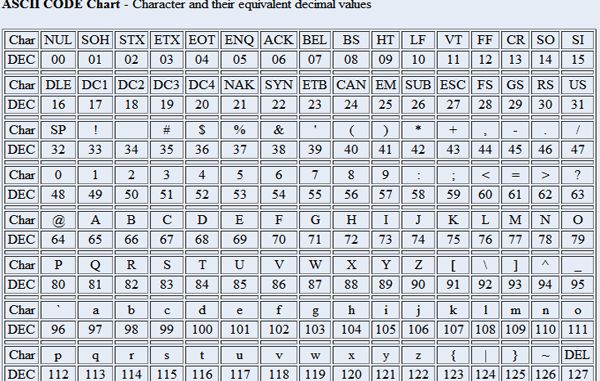 ASCII CODE Chart - Character and their equivalent decimal values
Char NUL SOH STX ETX EOT ENQ ACK BEL BS HT LF VT FF CR SO SI
DEC 00 01 02 03 04 05 06 07 08 09 10 11 12 13 14 15
Char DLE DC1 DC2 DC3 DC4 NAK SYN ETB CAN EM SUB ESC FS GS RS US
DEC 16 17 18 19 20 21 22 23 24 25 26 27 28 29 30 31
Char SP ! # $ % & ' ( ) * + , - . /
DEC 32 33 34 35 36 37 38 39 40 41 42 43 44 45 46 47
Char 0 1 2 3 4 5 6 7 8 9 : ; < = > ?
DEC 48 49 50 51 52 53 54 55 56 57 58 59 60 61 62 63
Char @ A B C D E F G H I J K L M N O
DEC 64 65 66 67 68 69 70 71 72 73 74 75 76 77 78 79
Char P Q R S T U V W X Y Z [ \ ] ^ _
DEC 80 81 82 83 84 85 86 87 88 89 90 91 92 93 94 95
Char ` a b c d e f g h i j k l m n o
DEC 96 97 98 99 100 101 102 103 104 105 106 107 108 109 110 111
Char p q r s t u v w x y z { | } ~ DEL
DEC 112 113 114 115 116 117 118 119 120 121 122 123 124 125 126 127